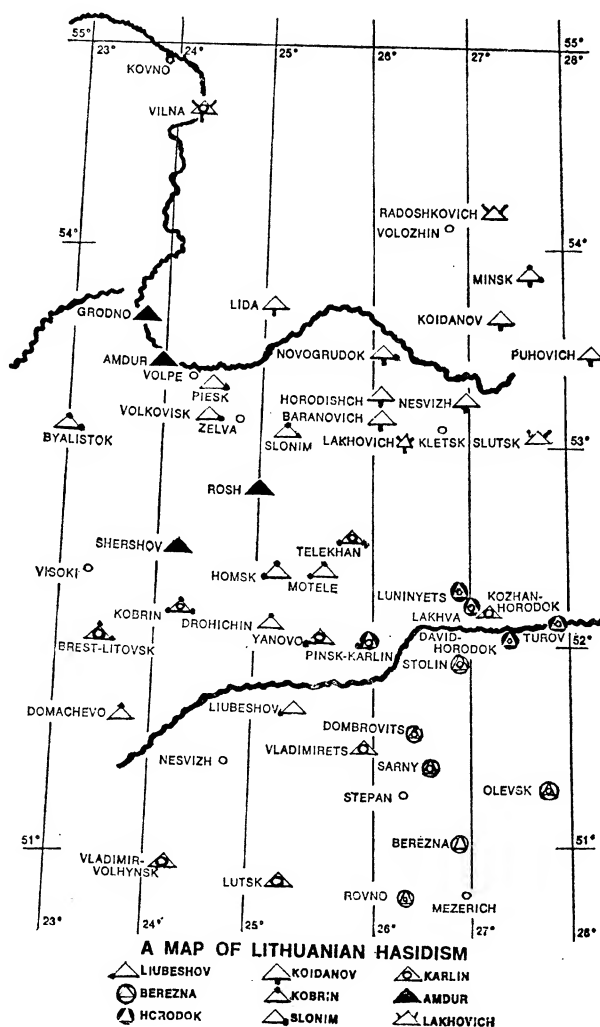 55° 23° 24° 25 26 27 55
28°
KOVNO
VILNA
RADOSHKOVICH
VOLOZHIN
54° 54
MINSK
GRODNO LIDA KOIDANOV
AMDUR NOVOGRUDOK PUHOVICH
VOLPE
PIESK HORODISHCH NESVIZH
VOLKOVISK BARANOVICH
BYALISTOK ZELVA SLONIM LAKHOVICH KLETSK SLUTSK 53
ROSH
SHERSHOV TELEKHAN
VISOKI HOMSK MOTELE
LUNINYETS KOZHAN-
KOBRIN DROHICHIN LAKHVA HORODOK
BREST-LITOVSK YANOVO PINSK-KARLIN DAVID- TUROV
HORODOK 52
STOLIN
DOMACHEVO LIUBESHOV
DOMBROVITS
NESVIZH VLADIMIRETS
SARNY
STEPAN OLEVSK
BERÉZNA
51° 51
VLADIMIR-
VOLHYNSK LUTSK
ROVNO MEZERICH
23° 24° 25 26 27 28
A MAP OF LITHUANIAN HASIDISM
LIUBESHOV KOIDANOV KARLIN
BEREZNA KOBRIN AMDUR
HORODOK SLONIM LAKHOVICH